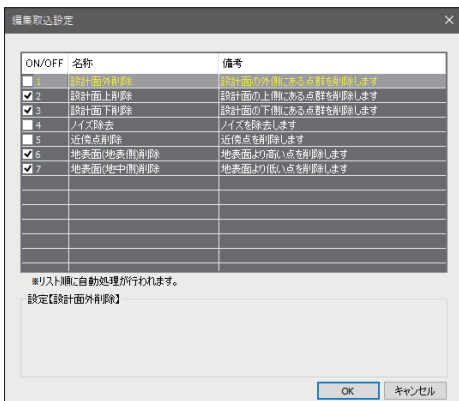 編集取込設定
ON/OFF 名称 備考
1 設計面外削除 設計面の外側にある点群を削除します
2 設計面上削除 設計面の上側にある点群を削除します
3 設計面下削除 設計面の下側にある点群を削除します
4 ノイズ除去 ノイズを除去します
5 近傍点削除 近傍点を削除します
6 地表面(地表側)削除 地表面より高い点を削除します
7 地表面(地中側)削除 地表面より低い点を削除します
※リスト順に自動処理が行われます。
設定【設計面外削除】
OK キャンセル